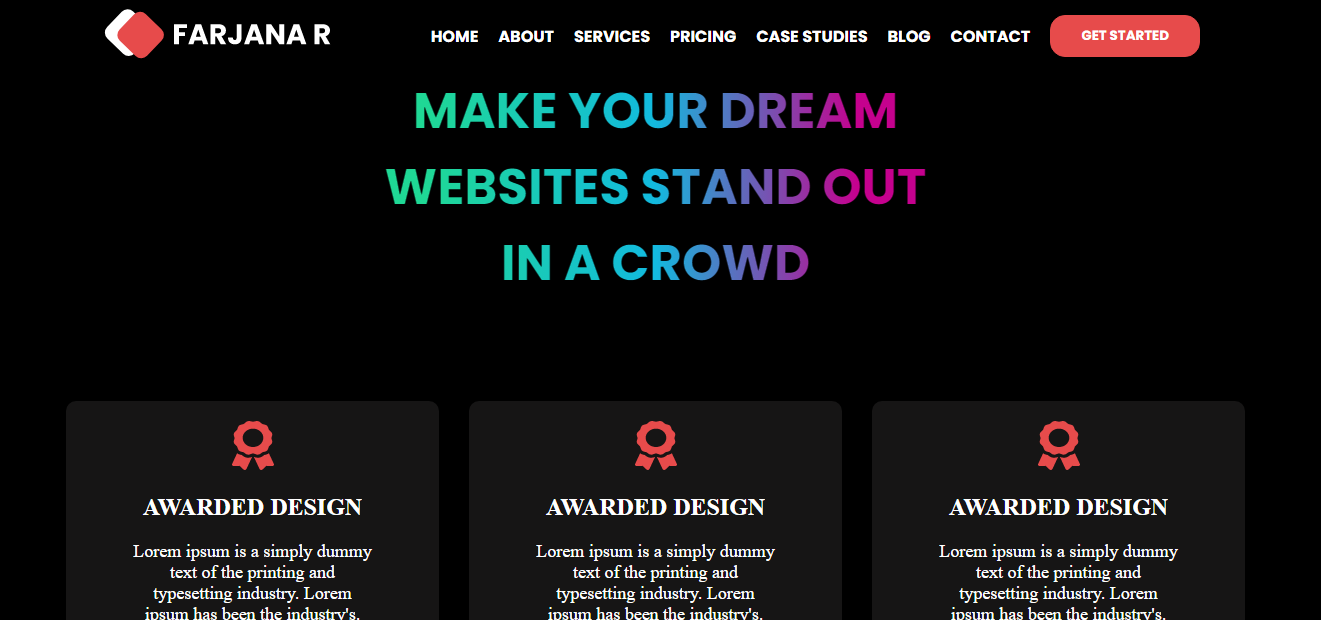 FARJANA R
HOME ABOUT SERVICES PRICING CASE STUDIES BLOG CONTACT GET STARTED
MAKE YOUR DREAM
WEBSITES STAND OUT
IN A CROWD
AWARDED DESIGN
Lorem ipsum is a simply dummy
text of the printing and
typesetting industry. Lorem
ipsum has been the industry's.
AWARDED DESIGN
Lorem ipsum is a simply dummy
text of the printing and
typesetting industry. Lorem
ipsum has been the industry's.
AWARDED DESIGN
Lorem ipsum is a simply dummy
text of the printing and
typesetting industry. Lorem
ipsum has been the industry's.